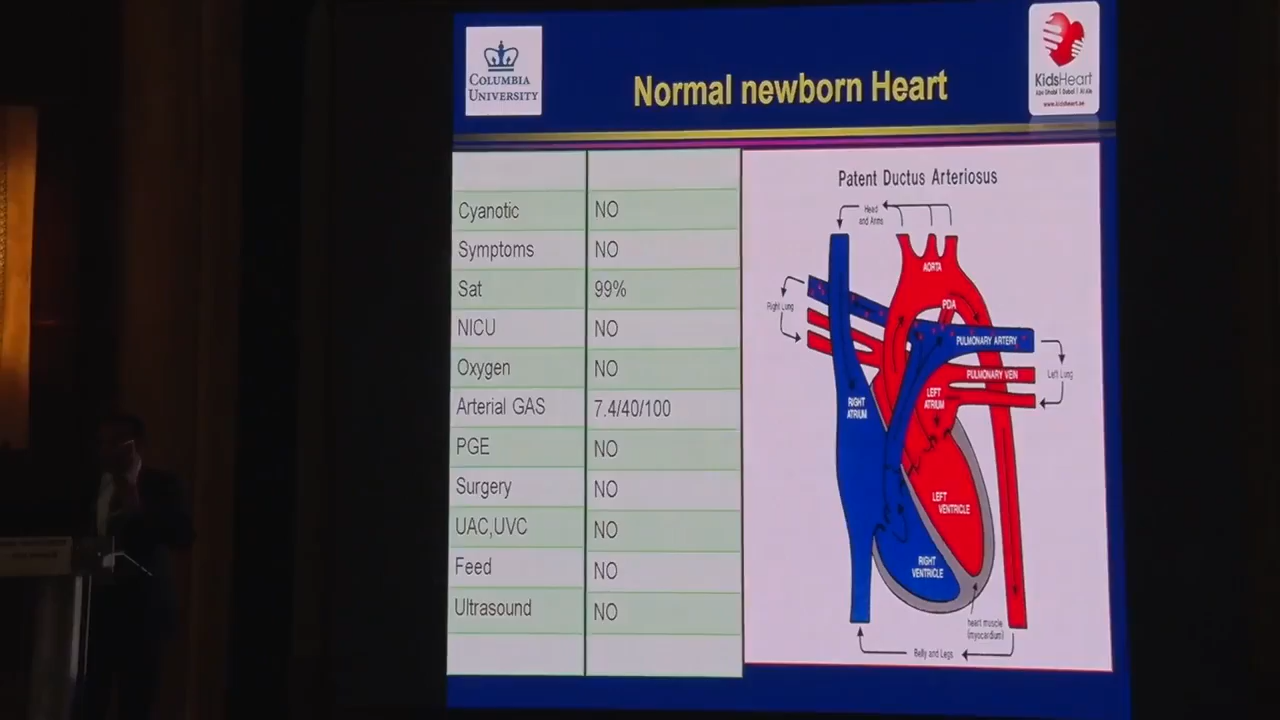 COLUMBIA
UNIVERSITY
Normal newborn Heart
KidsHeart
www.kidsheart.ae
Cyanotic NO
Symptoms NO
Sat 99%
NICU NO
Oxygen NO
Arterial GAS 7.4/40/100
PGE NO
Surgery NO
UAC,UVC NO
Feed NO
Ultrasound NO
Patent Ductus Arteriosus
Head
and Arms
AORTA
Right Lung
PDA
PULMONARY ARTERY
PULMONARY VEIN
Left Lung
RIGHT
ATRIUM
LEFT
ATRIUM
LEFT
VENTRICLE
RIGHT
VENTRICLE
heart muscle
(myocardium)
Belly and Legs